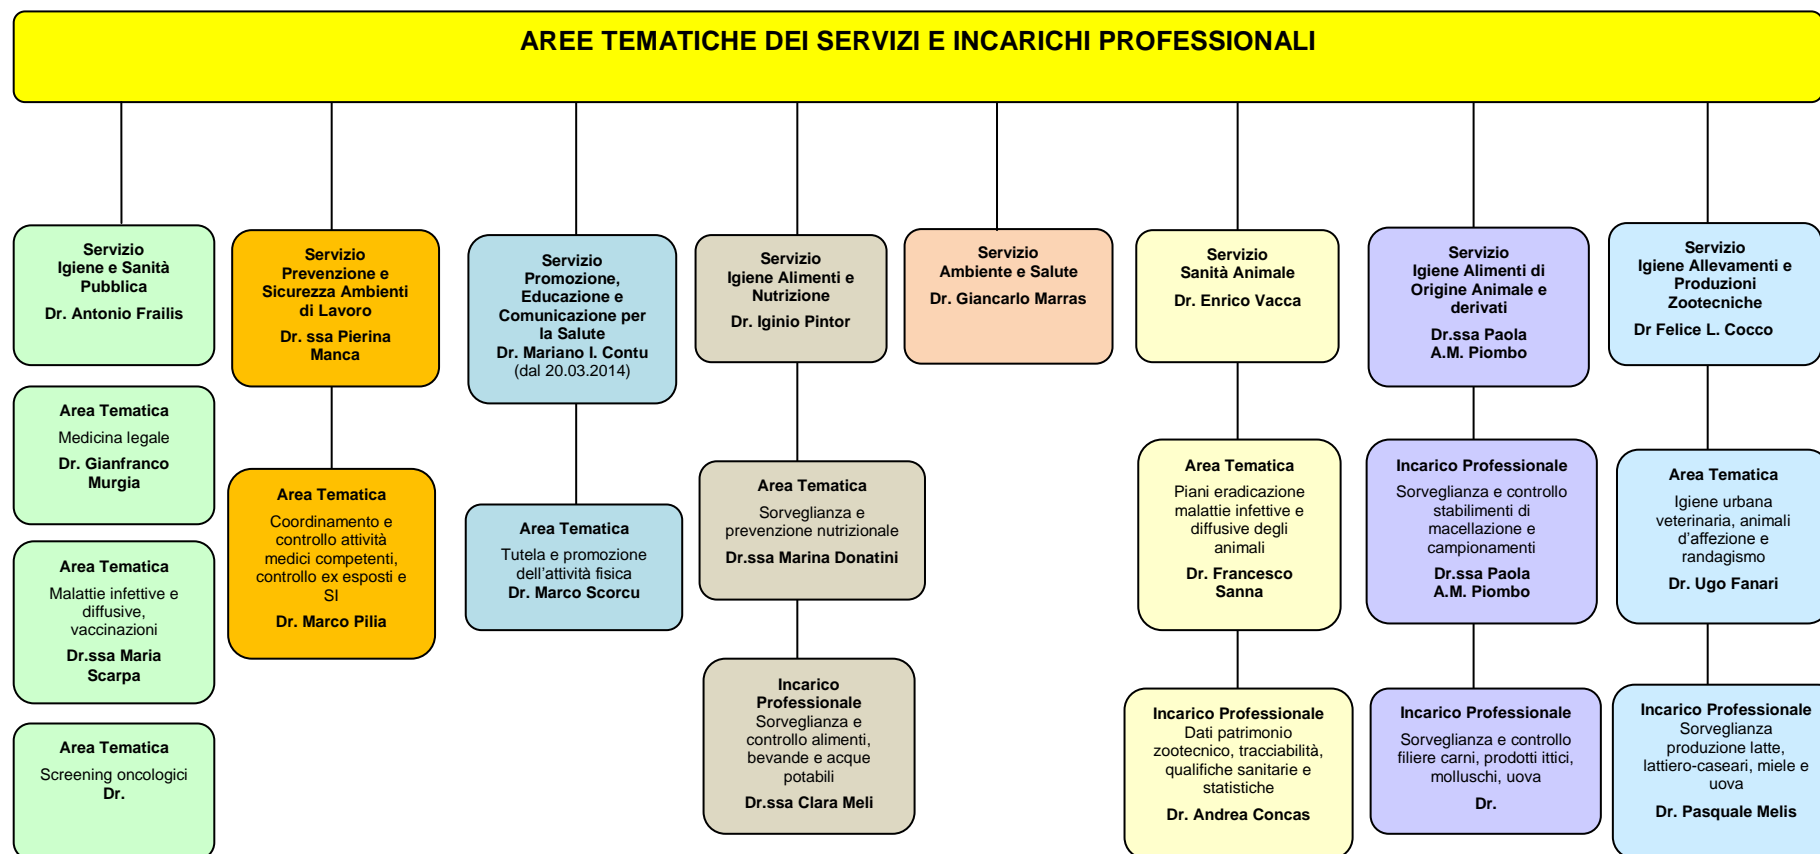 AREE TEMATICHE DEI SERVIZI E INCARICHI PROFESSIONALI
Servizio
Igiene e Sanità
Pubblica
Dr. Antonio Frailis
Area Tematica
Medicina legale
Dr. Gianfranco
Murgia
Area Tematica
Malattie infettive e
diffusive,
vaccinazioni
Dr.ssa Maria
Scarpa
Area Tematica
Screening oncologici
Dr.
Servizio
Prevenzione e
Sicurezza Ambienti
di Lavoro
Dr. ssa Pierina
Manca
Area Tematica
Coordinamento e
controllo attività
medici competenti,
controllo ex esposti e
SI
Dr. Marco Pilia
Servizio
Promozione,
Educazione e
Comunicazione per
la Salute
Dr. Mariano I. Contu
(dal 20.03.2014)
Area Tematica
Tutela e promozione
dell’attività fisica
Dr. Marco Scorcu
Servizio
Igiene Alimenti e
Nutrizione
Dr. Iginio Pintor
Area Tematica
Sorveglianza e
prevenzione nutrizionale
Dr.ssa Marina Donatini
Incarico
Professionale
Sorveglianza e
controllo alimenti,
bevande e acque
potabili
Dr.ssa Clara Meli
Servizio
Ambiente e Salute
Dr. Giancarlo Marras
Servizio
Sanità Animale
Dr. Enrico Vacca
Area Tematica
Piani eradicazione
malattie infettive e
diffusive degli
animali
Dr. Francesco
Sanna
Incarico Professionale
Dati patrimonio
zootecnico, tracciabilità,
qualifiche sanitarie e
statistiche
Dr. Andrea Concas
Servizio
Igiene Alimenti di
Origine Animale e
derivati
Dr.ssa Paola
A.M. Piombo
Incarico Professionale
Sorveglianza e controllo
stabilimenti di
macellazione e
campionamenti
Dr.ssa Paola
A.M. Piombo
Incarico Professionale
Sorveglianza e controllo
filiere carni, prodotti ittici,
molluschi, uova
Dr.
Servizio
Igiene Allevamenti e
Produzioni
Zootecniche
Dr Felice L. Cocco
Area Tematica
Igiene urbana
veterinaria, animali
d’affezione e
randagismo
Dr. Ugo Fanari
Incarico Professionale
Sorveglianza
produzione latte,
lattiero-caseari, miele e
uova
Dr. Pasquale Melis